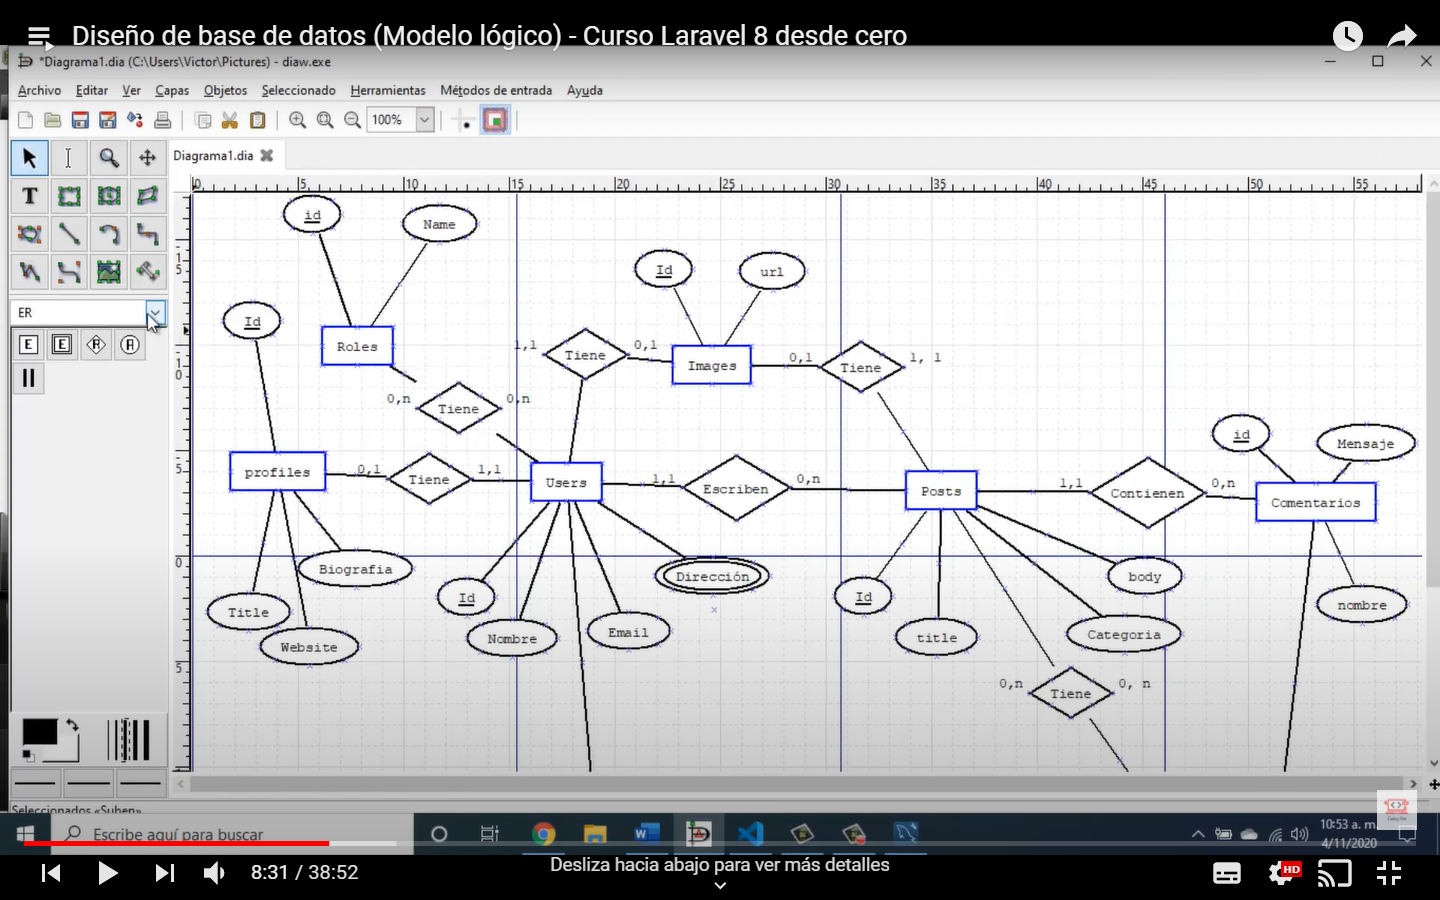 Diseño de base de datos (Modelo lógico) - Curso Laravel 8 desde cero
*Diagrama1.dia (C:\Users\Victor\Pictures) - diaw.exe
Archivo Editar Ver Capas Objetos Seleccionado Herramientas Métodos de entrada Ayuda
100%
Diagrama1.dia
0 5 10 15 20 25 30 35 40 45 50 55
id Name
Id url
Id
ER
Roles
1,1 Tiene 0,1 Images 0,1 Tiene 1, 1
0,n Tiene 0,n
id Mensaje
profiles 0,1 Tiene 1,1 Users 1,1 Escriben 0,n Posts 1,1 Contienen 0,n Comentarios
Biografia Dirección body
Title Id Id nombre
Website Nombre Email title Categoria
0,n Tiene 0, n
Seleccionados «Suben»
Escribe aquí para buscar
10:53 a. m.
4/11/2020
8:31 / 38:52
Desliza hacia abajo para ver más detalles
HD